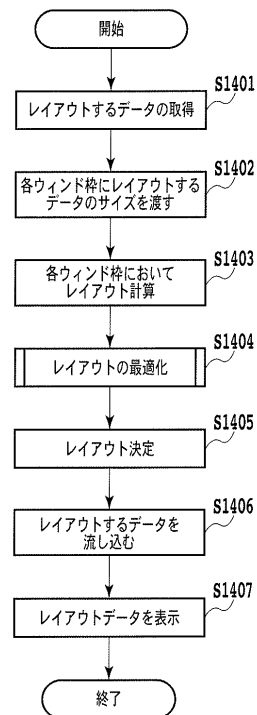 開始
S1401
レイアウトするデータの取得
S1402
各ウィンド枠にレイアウトする
データのサイズを渡す
S1403
各ウィンド枠において
レイアウト計算
S1404
レイアウトの最適化
S1405
レイアウト決定
S1406
レイアウトするデータを
流し込む
S1407
レイアウトデータを表示
終了